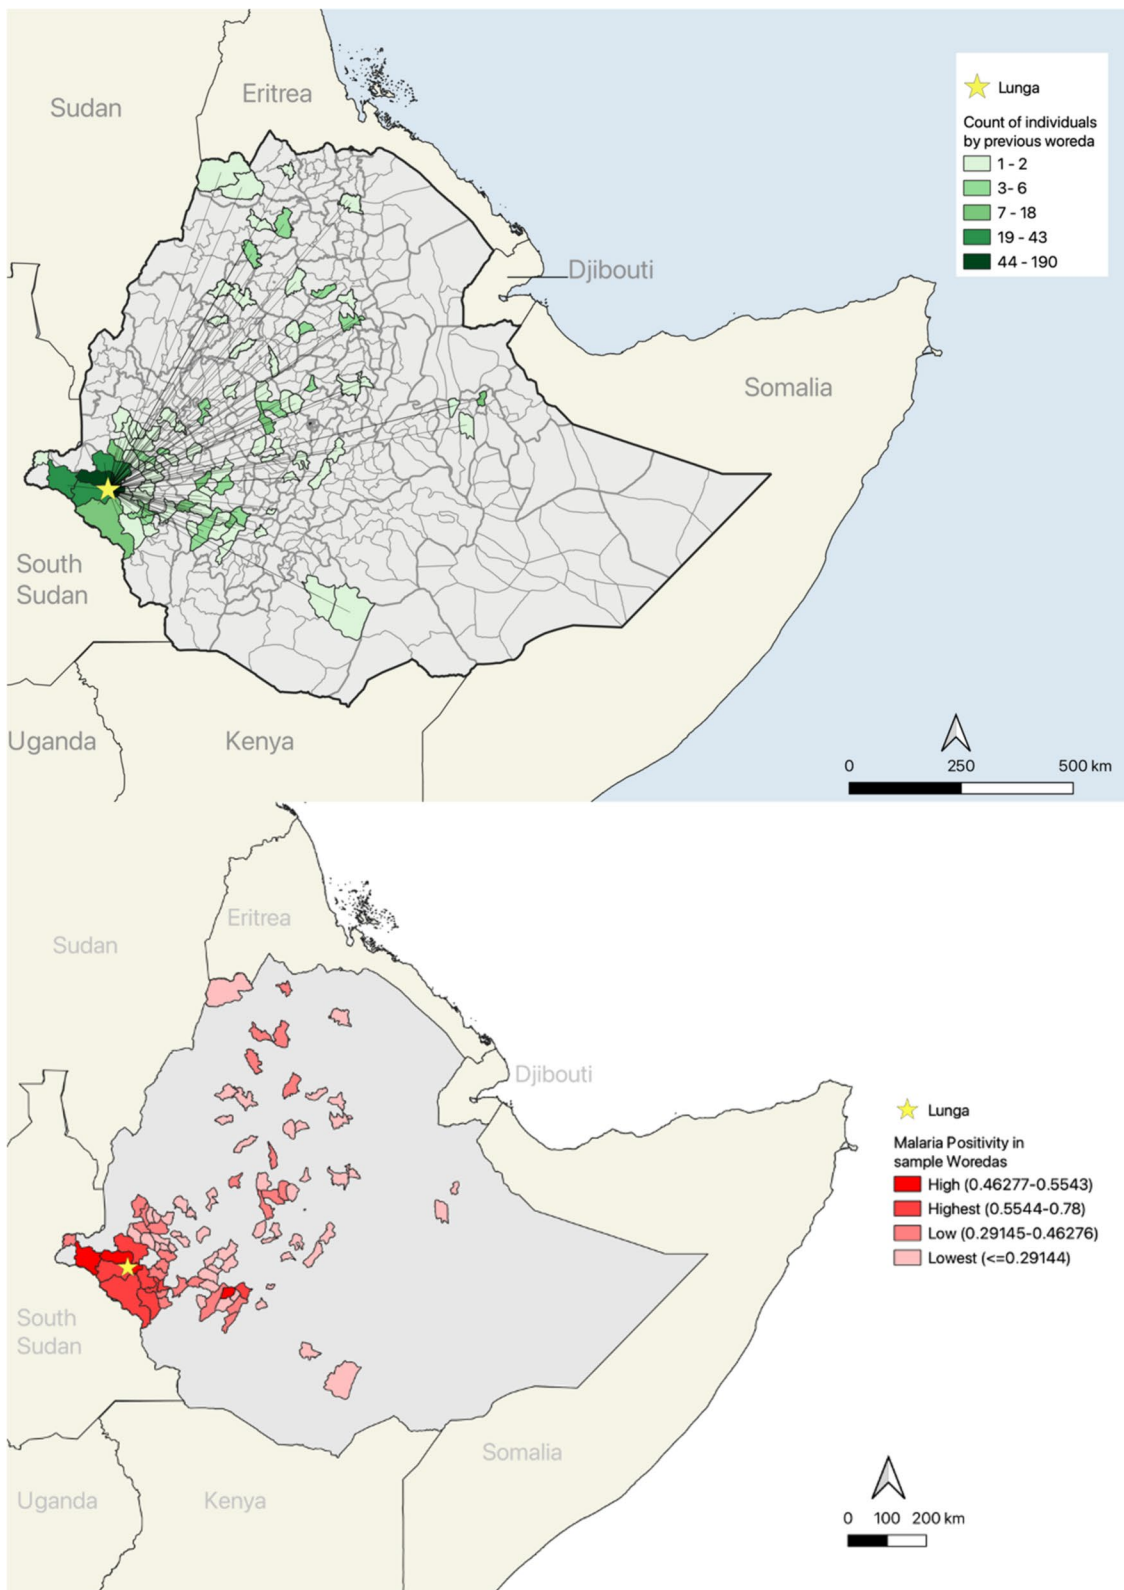 Sudan
Eritrea
Djibouti
Somalia
South
Sudan
Uganda
Kenya
Lunga
Count of individuals
by previous woreda
1 - 2
3- 6
7 - 18
19 - 43
44 - 190
0 250 500 km
Sudan
Eritrea
Djibouti
South
Sudan
Somalia
Uganda
Kenya
Lunga
Malaria Positivity in
sample Woredas
High (0.46277-0.5543)
Highest (0.5544-0.78)
Low (0.29145-0.46276)
Lowest (<=0.29144)
0 100 200 km